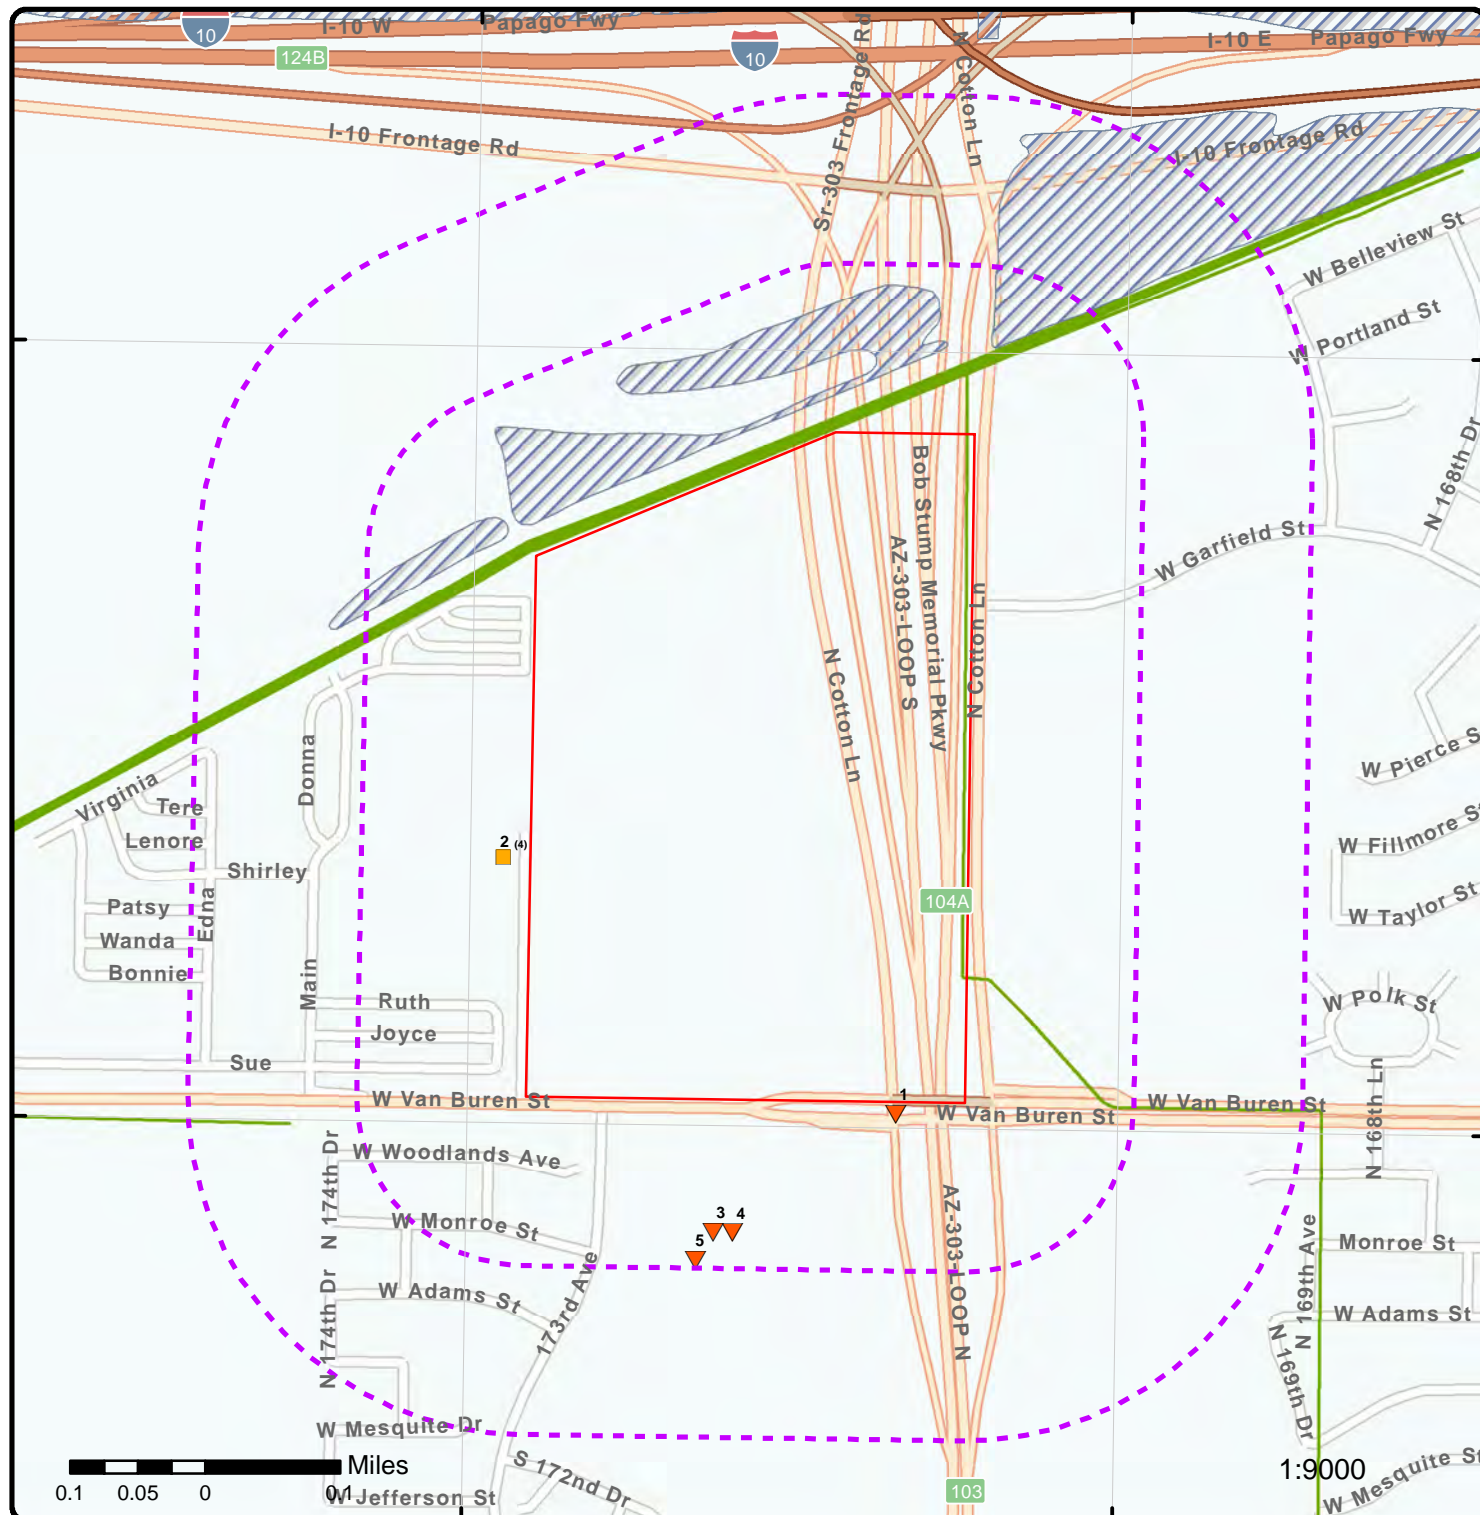 I-10 W
Papago Fwy
10
124B
10
I-10 E
Papago Fwy
Sr-303 Frontage Rd
N Cotton Ln
I-10 Frontage Rd
I-10 Frontage Rd
W Belleview St
W Portland St
N 168th Dr
Bob Stump Memorial Pkwy
AZ-303-LOOP S
N Cotton Ln
N Cotton Ln
W Garfield St
W Pierce S
Virginia
Tere
Lenore
Donna
2 (4)
Shirley
W Fillmore St
Patsy
Edna
104A
W Taylor St
Wanda
Bonnie
Main
Ruth
Joyce
W Polk St
Sue
N 168th Ln
W Van Buren St
1
W Van Buren St
W Van Buren St
N 174th Dr
W Woodlands Ave
W Monroe St
3
4
5
AZ-303-LOOP N
N 169th Ave
Monroe St
N 174th Dr
W Adams St
173rd Ave
W Adams St
N 169th Dr
W Mesquite Dr
Miles
0.1
0.05
0
0.1
W Jefferson St
S 172nd Dr
103
1:9000
W Mesquite St